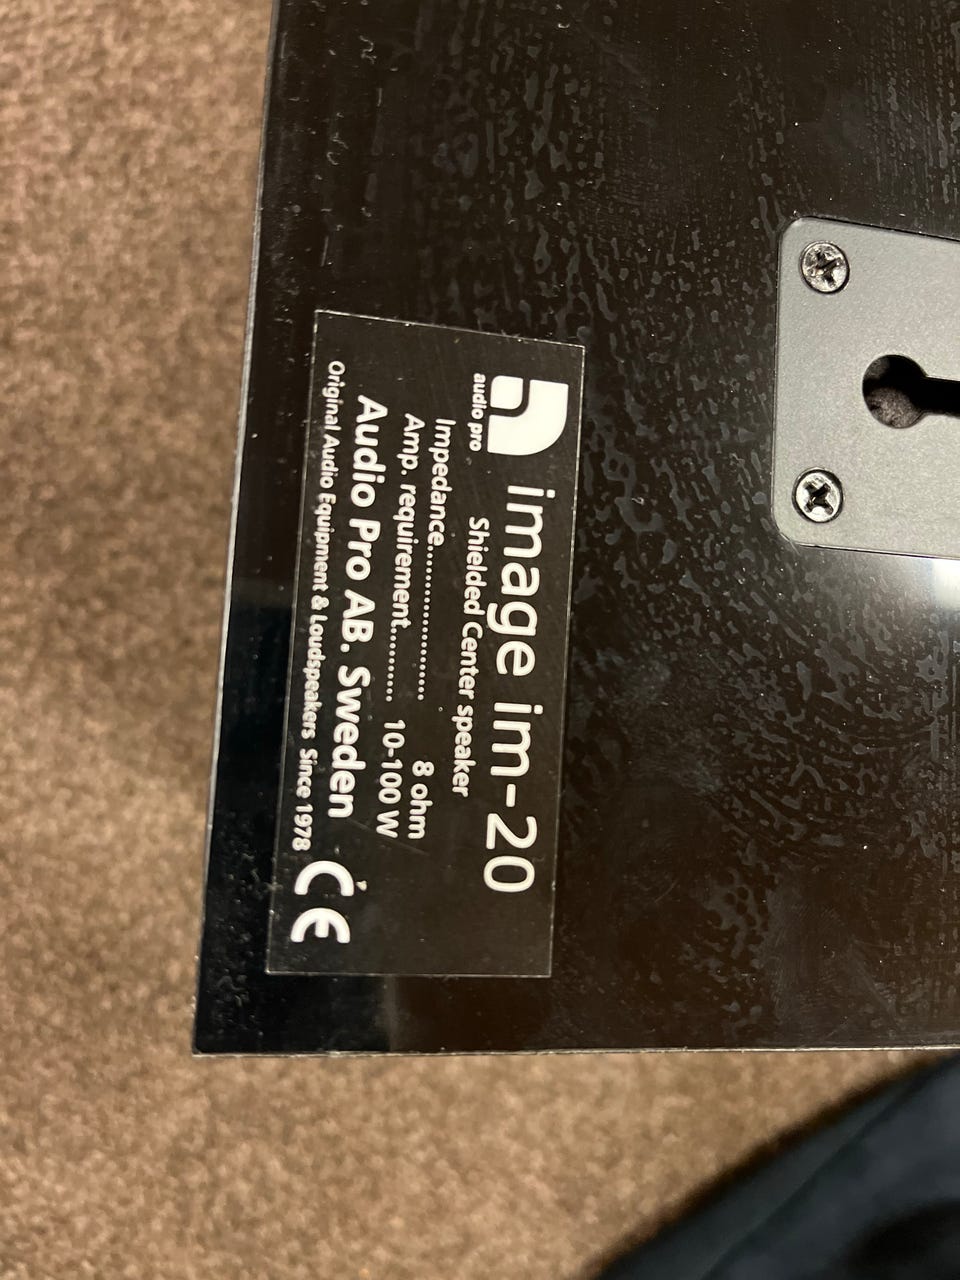 audio pro
image im-20
Shielded Center speaker
Impedance........................ 8 ohm
Amp. requirement.......... 10-100 W
Audio Pro AB. Sweden
Original Audio Equipment & Loudspeakers Since 1978
CE